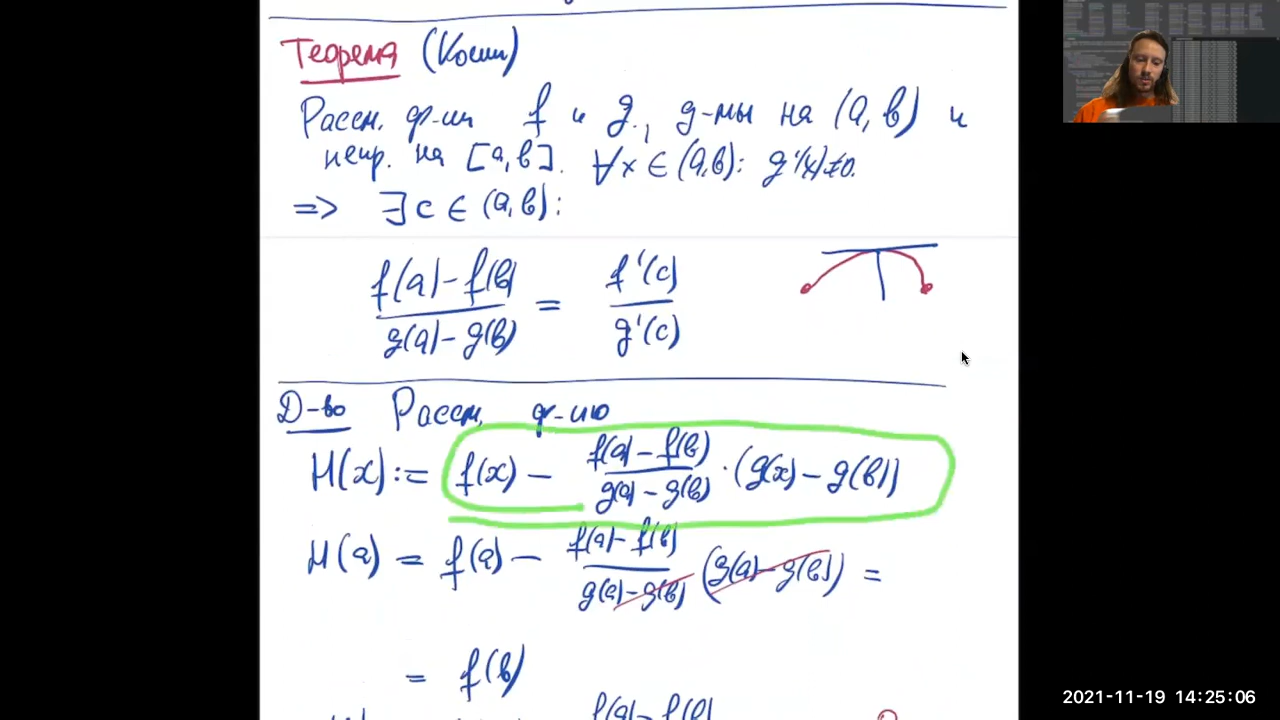 Теорема (Коши)
Рассм. ф-ии f и g, д-мы на (a, b) и
непр. на [a, b]. ∀x ∈ (a, b): g'(x)≠0.
=> ∃c ∈ (a, b):
f(a)-f(b) / g(a)-g(b) = f'(c) / g'(c)
Д-во Рассм. ф-ию
H(x) := f(x) - f(a)-f(b) / g(a)-g(b) · (g(x)-g(b))
H(a) = f(a) - f(a)-f(b) / g(a)-g(b) (g(a)-g(b)) =
= f(b)
f(a)-f(b)
2021-11-19 14:25:06